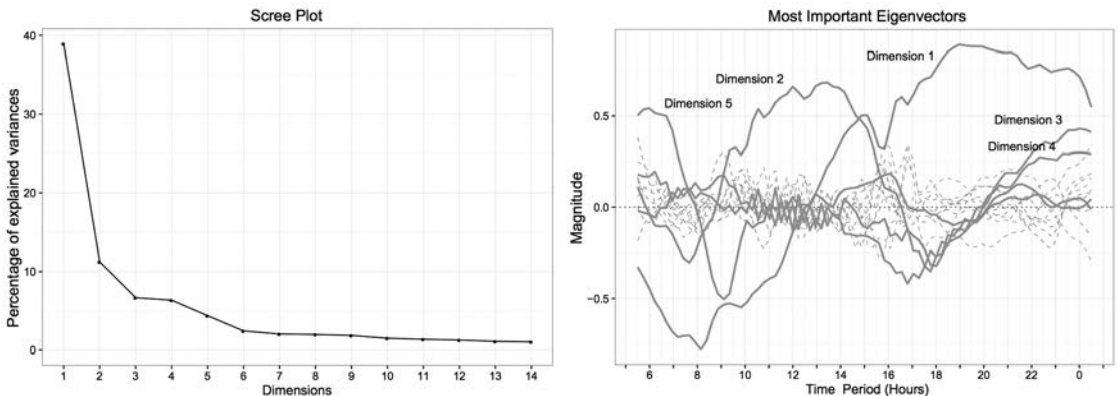 Scree Plot
Percentage of explained variances
40
30
20
10
0
1 2 3 4 5 6 7 8 9 10 11 12 13 14
Dimensions
Most Important Eigenvectors
Magnitude
0.5
0.0
−0.5
Dimension 1
Dimension 2
Dimension 5
Dimension 3
Dimension 4
6 8 10 12 14 16 18 20 22 0
Time Period (Hours)